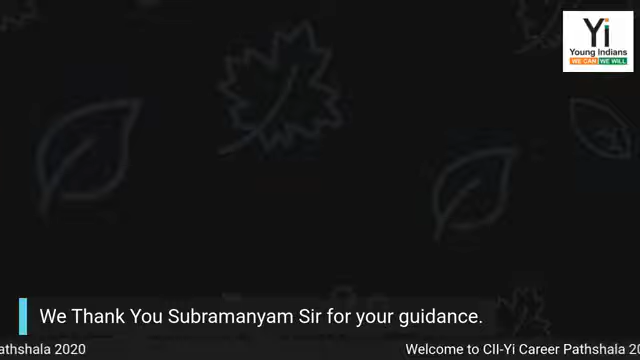 Yi
Young Indians
WE CAN WE WILL
We Thank You Subramanyam Sir for your guidance.
athshala 2020
Welcome to CII-Yi Career Pathshala 20